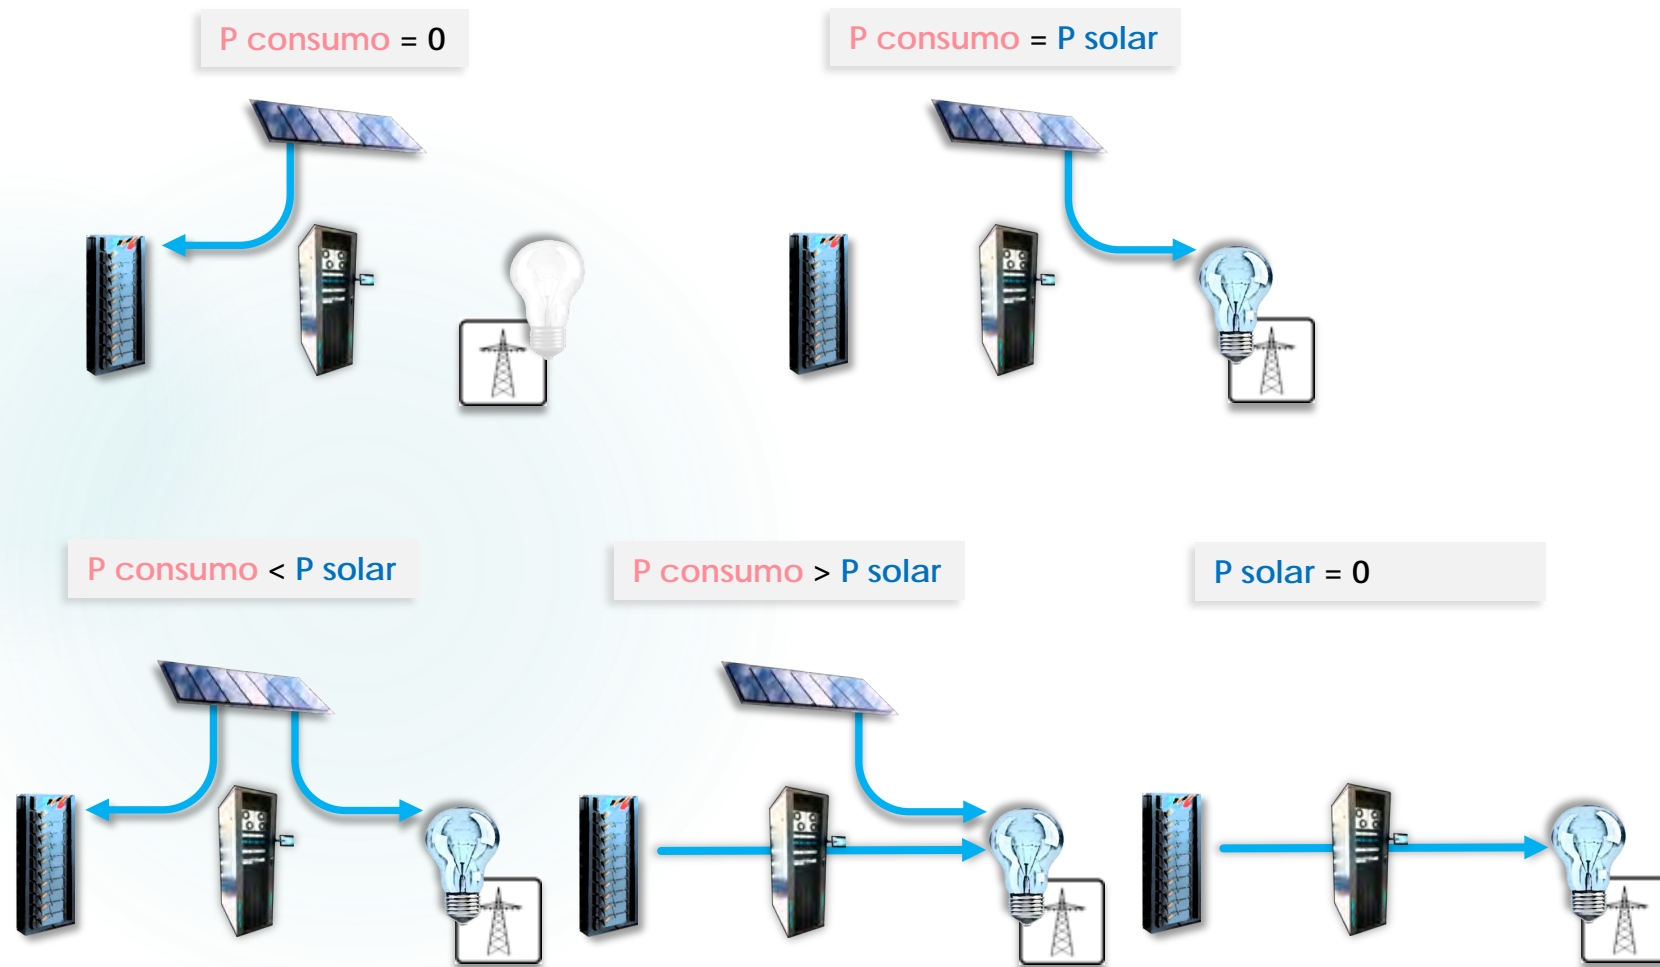 P consumo = 0
P consumo = P solar
P consumo < P solar
P consumo > P solar
P solar = 0